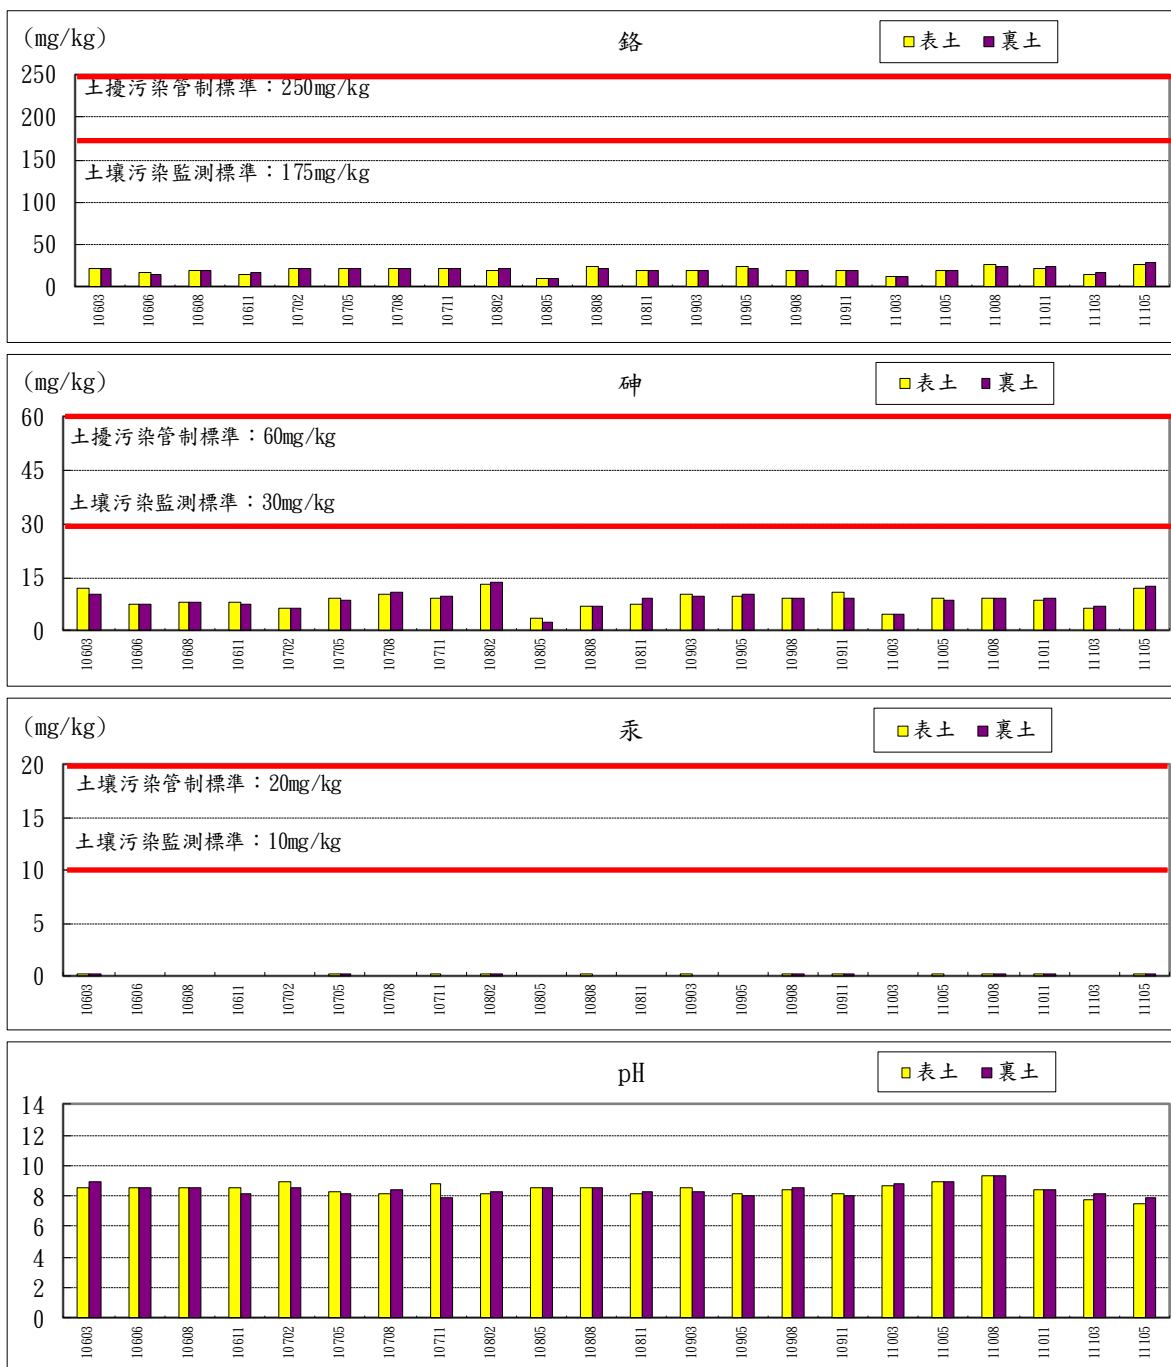 (mg/kg)
鉻
表土 裏土
250
200
150
100
50
0
土擾污染管制標準：250mg/kg
土壤污染監測標準：175mg/kg
10603 10606 10608 10611 10702 10705 10708 10711 10802 10805 10808 10811 10903 10905 10908 10911 11003 11005 11008 11011 11103 11105
(mg/kg)
砷
表土 裏土
60
45
30
15
0
土擾污染管制標準：60mg/kg
土壤污染監測標準：30mg/kg
10603 10606 10608 10611 10702 10705 10708 10711 10802 10805 10808 10811 10903 10905 10908 10911 11003 11005 11008 11011 11103 11105
(mg/kg)
汞
表土 裏土
20
15
10
5
0
土壤污染管制標準：20mg/kg
土壤污染監測標準：10mg/kg
10603 10606 10608 10611 10702 10705 10708 10711 10802 10805 10808 10811 10903 10905 10908 10911 11003 11005 11008 11011 11103 11105
pH
表土 裏土
14
12
10
8
6
4
2
0
10603 10606 10608 10611 10702 10705 10708 10711 10802 10805 10808 10811 10903 10905 10908 10911 11003 11005 11008 11011 11103 11105